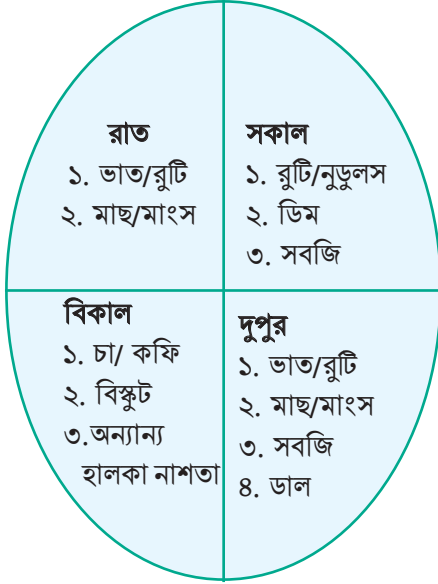 রাত
১. ভাত/রুটি
২. মাছ/মাংস
সকাল
১. রুটি/নুডুলস
২. ডিম
৩. সবজি
বিকাল
১. চা/ কফি
২. বিস্কুট
৩.অন্যান্য
হালকা নাশতা
দুপুর
১. ভাত/রুটি
২. মাছ/মাংস
৩. সবজি
৪. ডাল